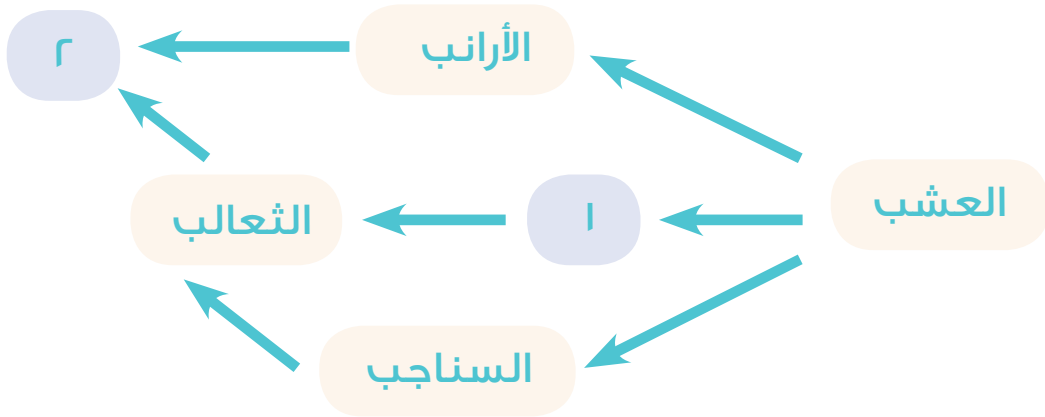 الأرانب
٢
العشب
١
الثعالب
السناجب